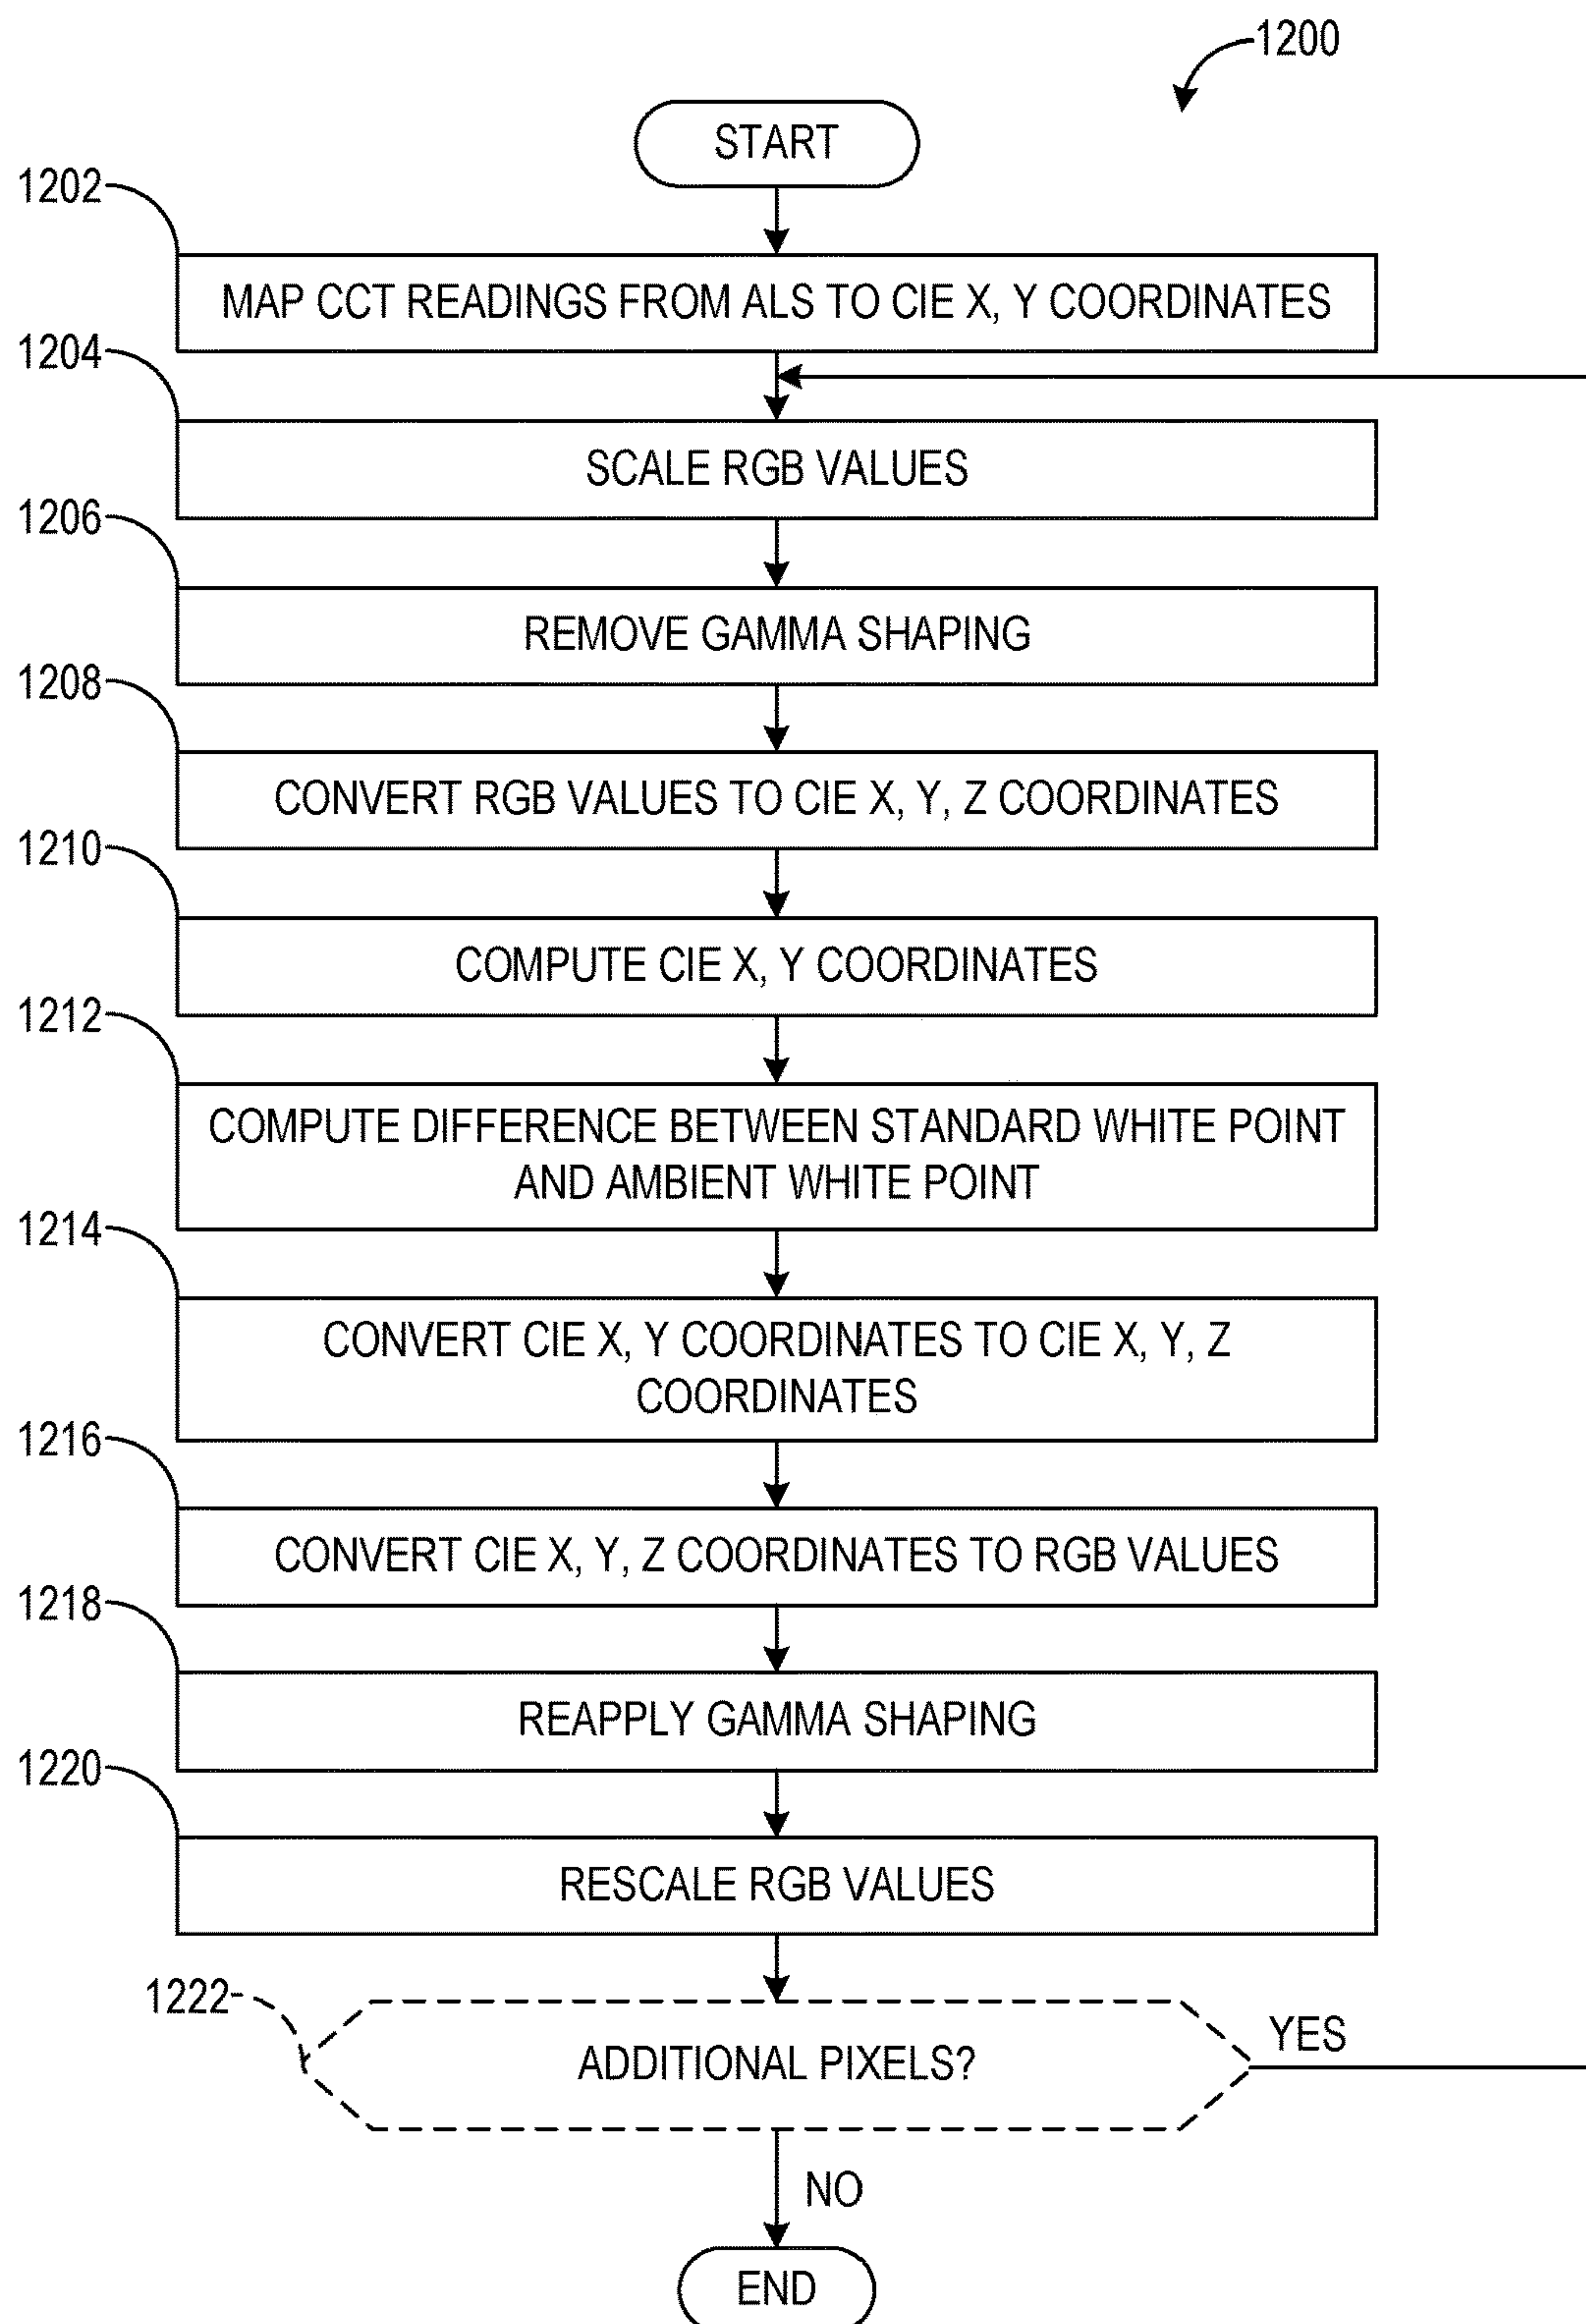 1200
START
1202
MAP CCT READINGS FROM ALS TO CIE X, Y COORDINATES
1204
SCALE RGB VALUES
1206
REMOVE GAMMA SHAPING
1208
CONVERT RGB VALUES TO CIE X, Y, Z COORDINATES
1210
COMPUTE CIE X, Y COORDINATES
1212
COMPUTE DIFFERENCE BETWEEN STANDARD WHITE POINT
AND AMBIENT WHITE POINT
1214
CONVERT CIE X, Y COORDINATES TO CIE X, Y, Z
COORDINATES
1216
CONVERT CIE X, Y, Z COORDINATES TO RGB VALUES
1218
REAPPLY GAMMA SHAPING
1220
RESCALE RGB VALUES
1222
ADDITIONAL PIXELS?
YES
NO
END